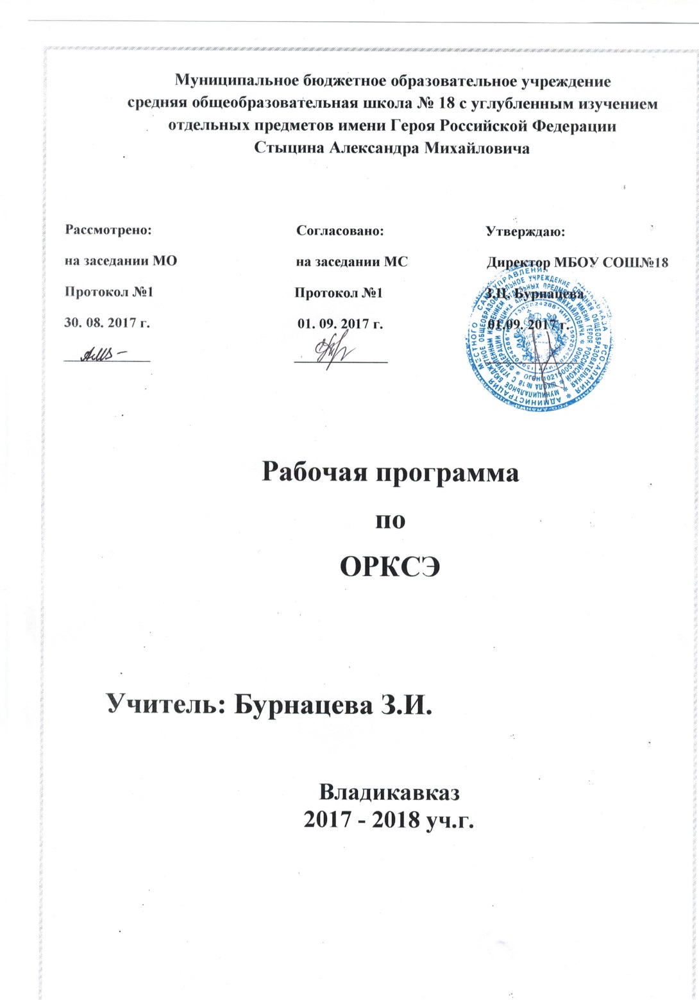 Муниципальное бюджетное образовательное учреждение
средняя общеобразовательная школа № 18 с углубленным изучением
отдельных предметов имени Героя Российской Федерации
Стыцина Александра Михайловича
Рассмотрено: Согласовано: Утверждаю:
на заседании МО на заседании МС Директор МБОУ СОШ№18
Протокол №1 Протокол №1 З.Ц. Бурнацева
30. 08. 2017 г. 01. 09. 2017 г. 01.09. 2017 г.
Рабочая программа
по
ОРКСЭ
Учитель: Бурнацева З.И.
Владикавказ
2017 - 2018 уч.г.